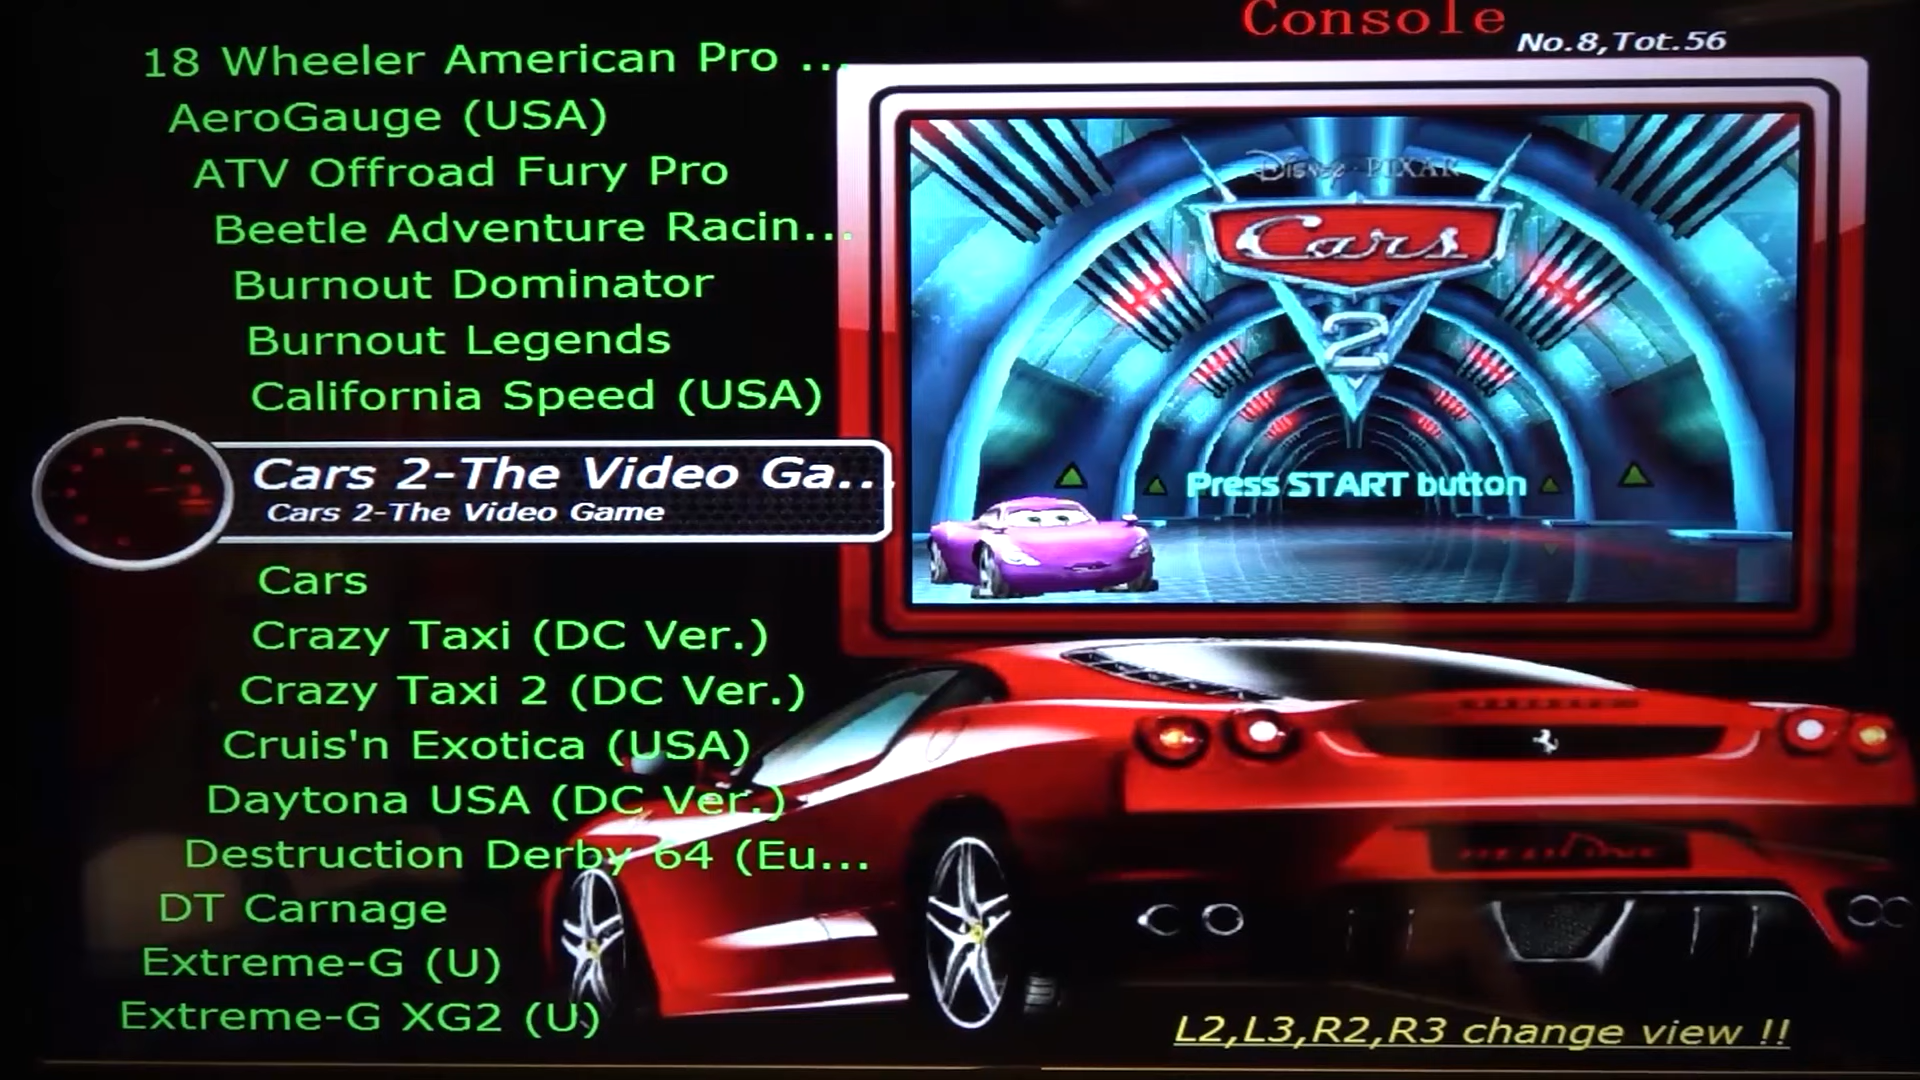 Console
No.8,Tot.56
18 Wheeler American Pro ...
AeroGauge (USA)
ATV Offroad Fury Pro
Beetle Adventure Racin...
Burnout Dominator
Burnout Legends
California Speed (USA)
Cars 2-The Video Ga...
Cars 2-The Video Game
Cars
Crazy Taxi (DC Ver.)
Crazy Taxi 2 (DC Ver.)
Cruis'n Exotica (USA)
Daytona USA (DC Ver.)
Destruction Derby 64 (Eu...
DT Carnage
Extreme-G (U)
Extreme-G XG2 (U)
Disney · PIXAR
Cars
2
Press START button
L2,L3,R2,R3 change view !!